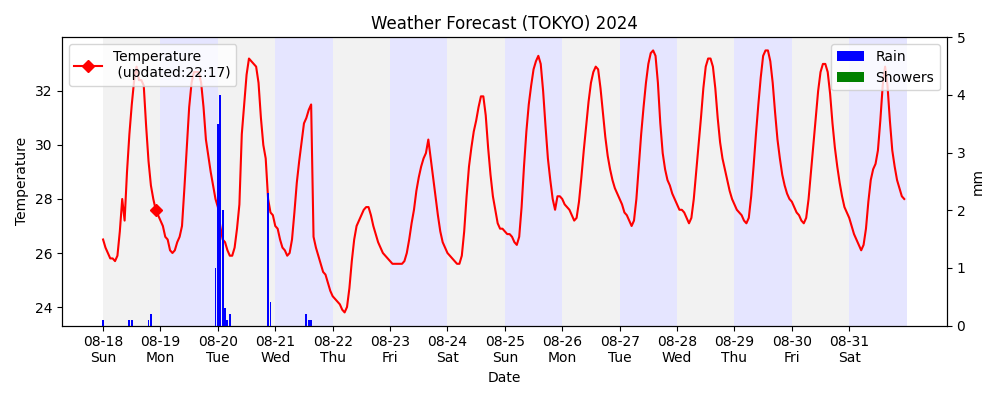 Weather Forecast (TOKYO) 2024
Temperature
(updated:22:17)
Rain
Showers
Temperature
32
30
28
26
24
5
4
3
2
1
0
mm
08-18 08-19 08-20 08-21 08-22 08-23 08-24 08-25 08-26 08-27 08-28 08-29 08-30 08-31
Sun Mon Tue Wed Thu Fri Sat Sun Mon Tue Wed Thu Fri Sat
Date